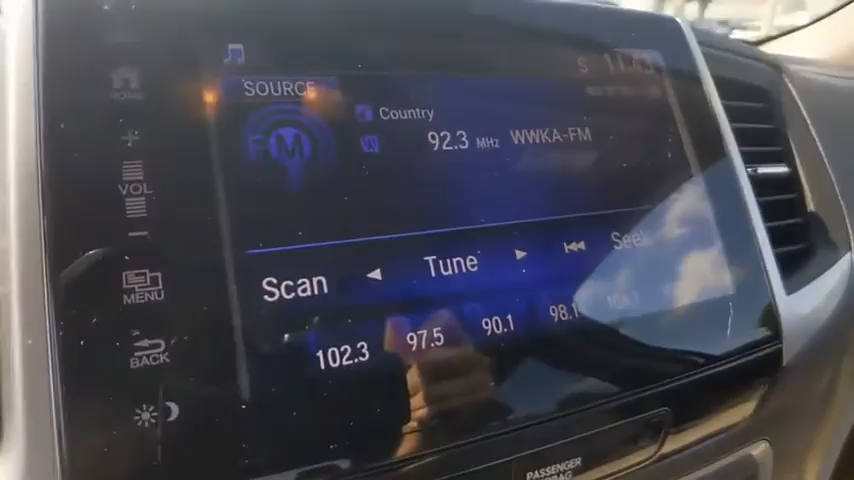 SOURCE
HOME
Country
FM
92.3 MHz WWKA-FM
VOL
Scan Tune Seek
MENU
102.3 97.5 90.1 98.1
BACK
PASSENGER